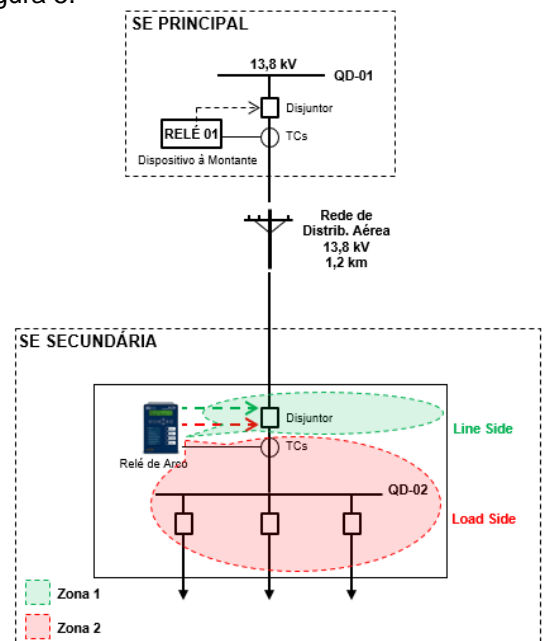 SE PRINCIPAL
13,8 kV
QD-01
Disjuntor
RELÉ 01
TCs
Dispositivo à Montante
Rede de
Distrib. Aérea
13,8 kV
1,2 km
SE SECUNDÁRIA
Disjuntor
Line Side
TCs
Relé de Arco
QD-02
Load Side
Zona 1
Zona 2